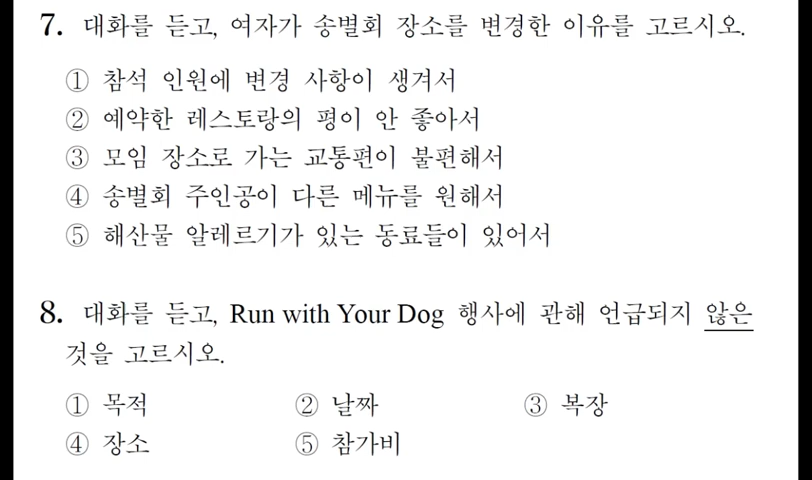 7. 대화를 듣고, 여자가 송별회 장소를 변경한 이유를 고르시오.
① 참석 인원에 변경 사항이 생겨서
② 예약한 레스토랑의 평이 안 좋아서
③ 모임 장소로 가는 교통편이 불편해서
④ 송별회 주인공이 다른 메뉴를 원해서
⑤ 해산물 알레르기가 있는 동료들이 있어서
8. 대화를 듣고, Run with Your Dog 행사에 관해 언급되지 않은
것을 고르시오.
① 목적 ② 날짜 ③ 복장
④ 장소 ⑤ 참가비